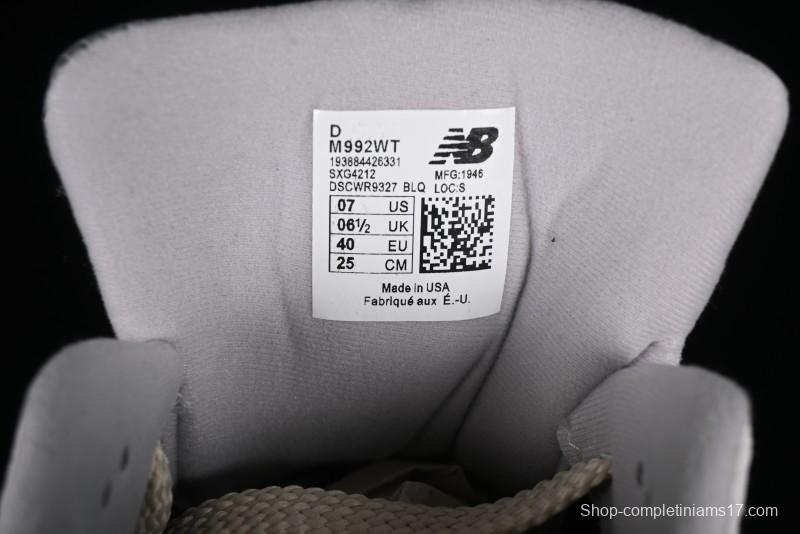 D
M992WT
193884426331
SXG4212 MFG:1946
DSCWR9327 BLQ LOC:S
07 US
06½ UK
40 EU
25 CM
NB
Made in USA
Fabriqué aux É.-U.
Shop-completiniams17.com